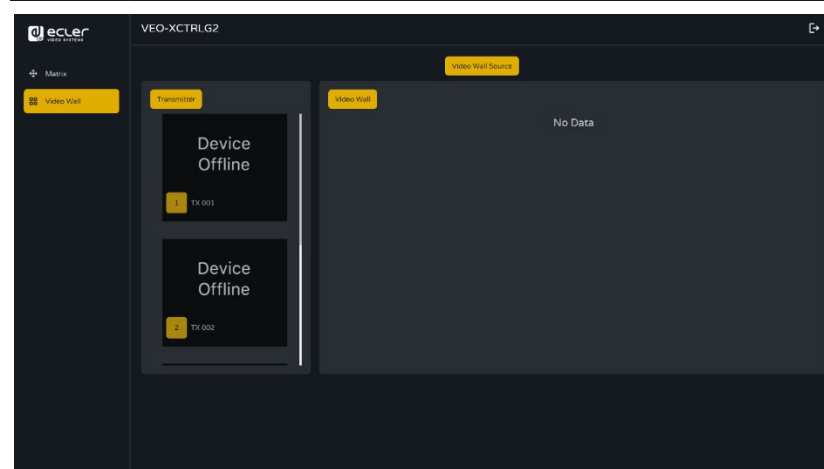 ecler
VIDEO SYSTEMS
VEO-XCTRLG2
Matrix
Video Wall
Video Wall Source
Transmitter
Device
Offline
1 TX 001
Device
Offline
2 TX 002
Video Wall
No Data